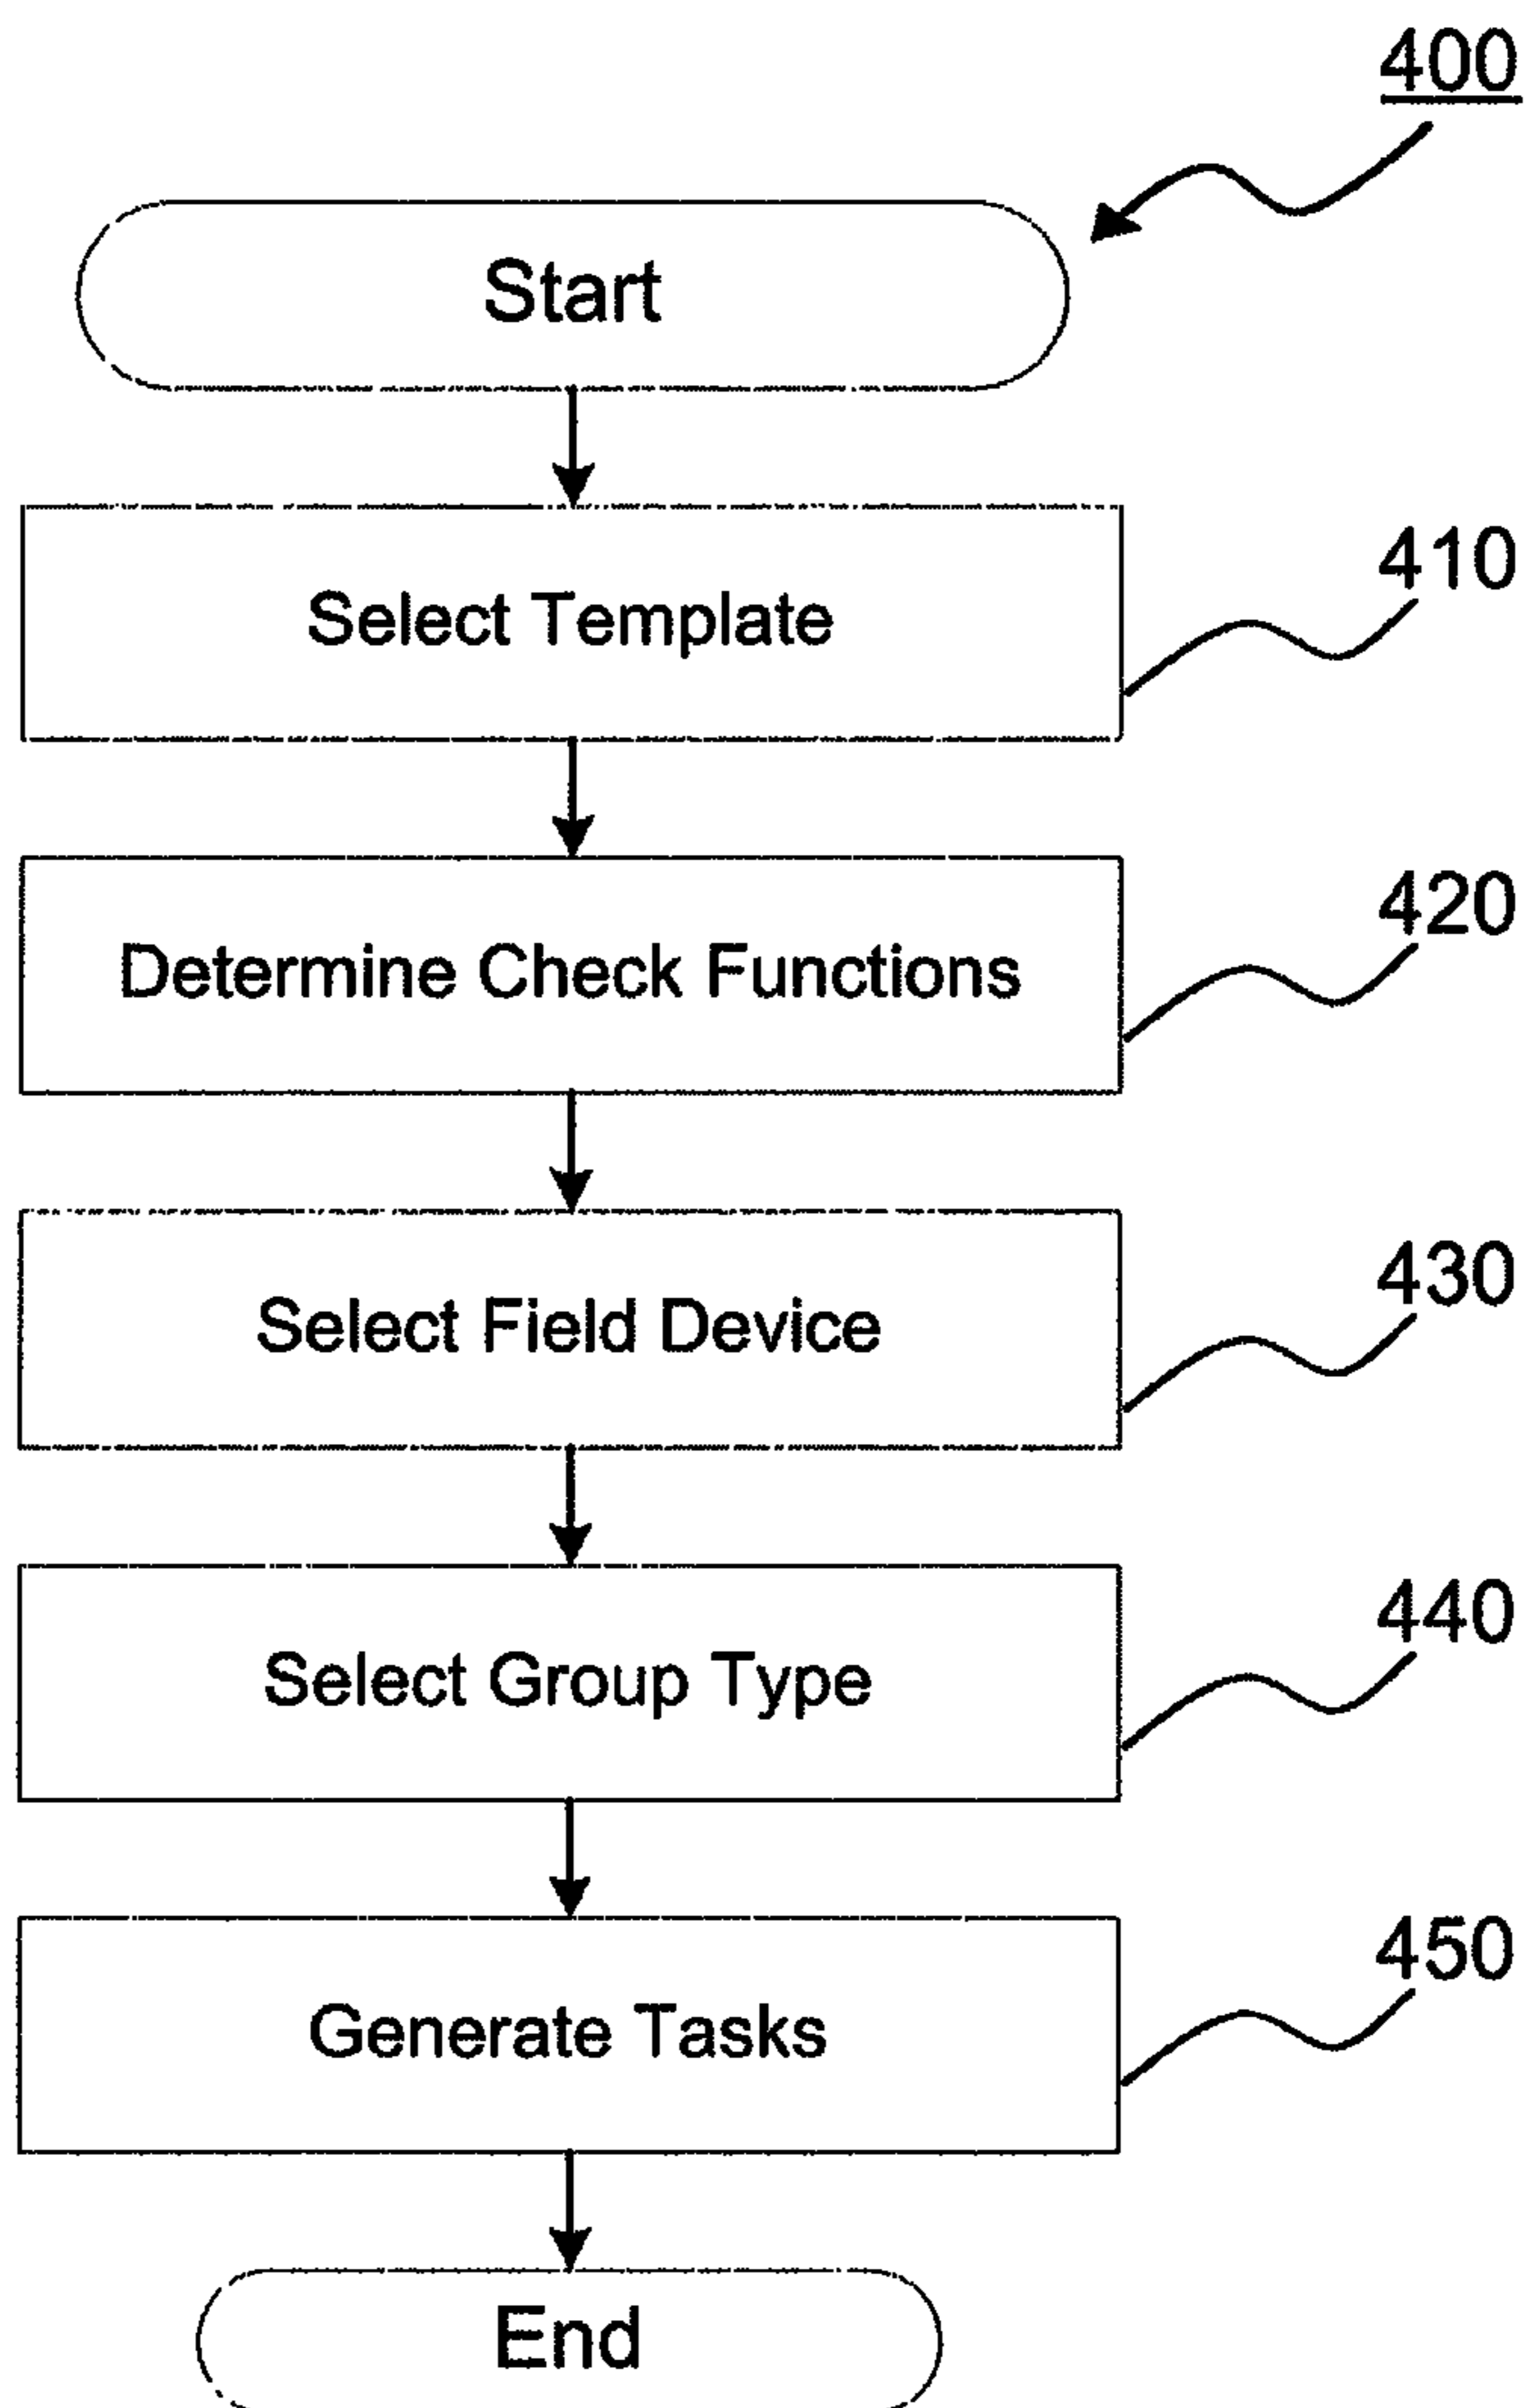 400
Start
Select Template
410
Determine Check Functions
420
Select Field Device
430
Select Group Type
440
Generate Tasks
450
End